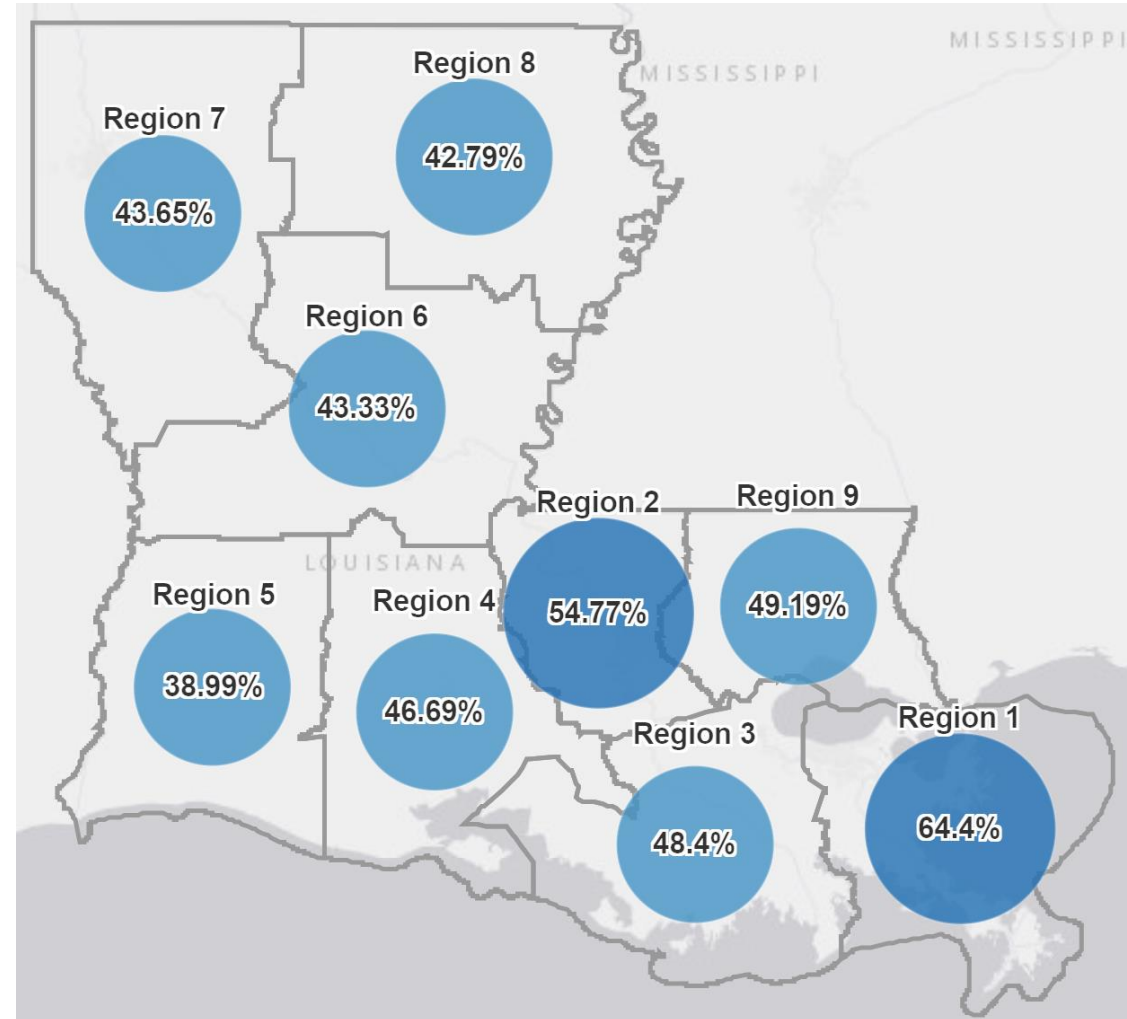 MISSISSIPPI
Region 8
MISSISSIPPI
42.79%
Region 7
43.65%
Region 6
43.33%
Region 2
Region 9
LOUISIANA
54.77%
49.19%
Region 5
Region 4
38.99%
46.69%
Region 3
Region 1
48.4%
64.4%